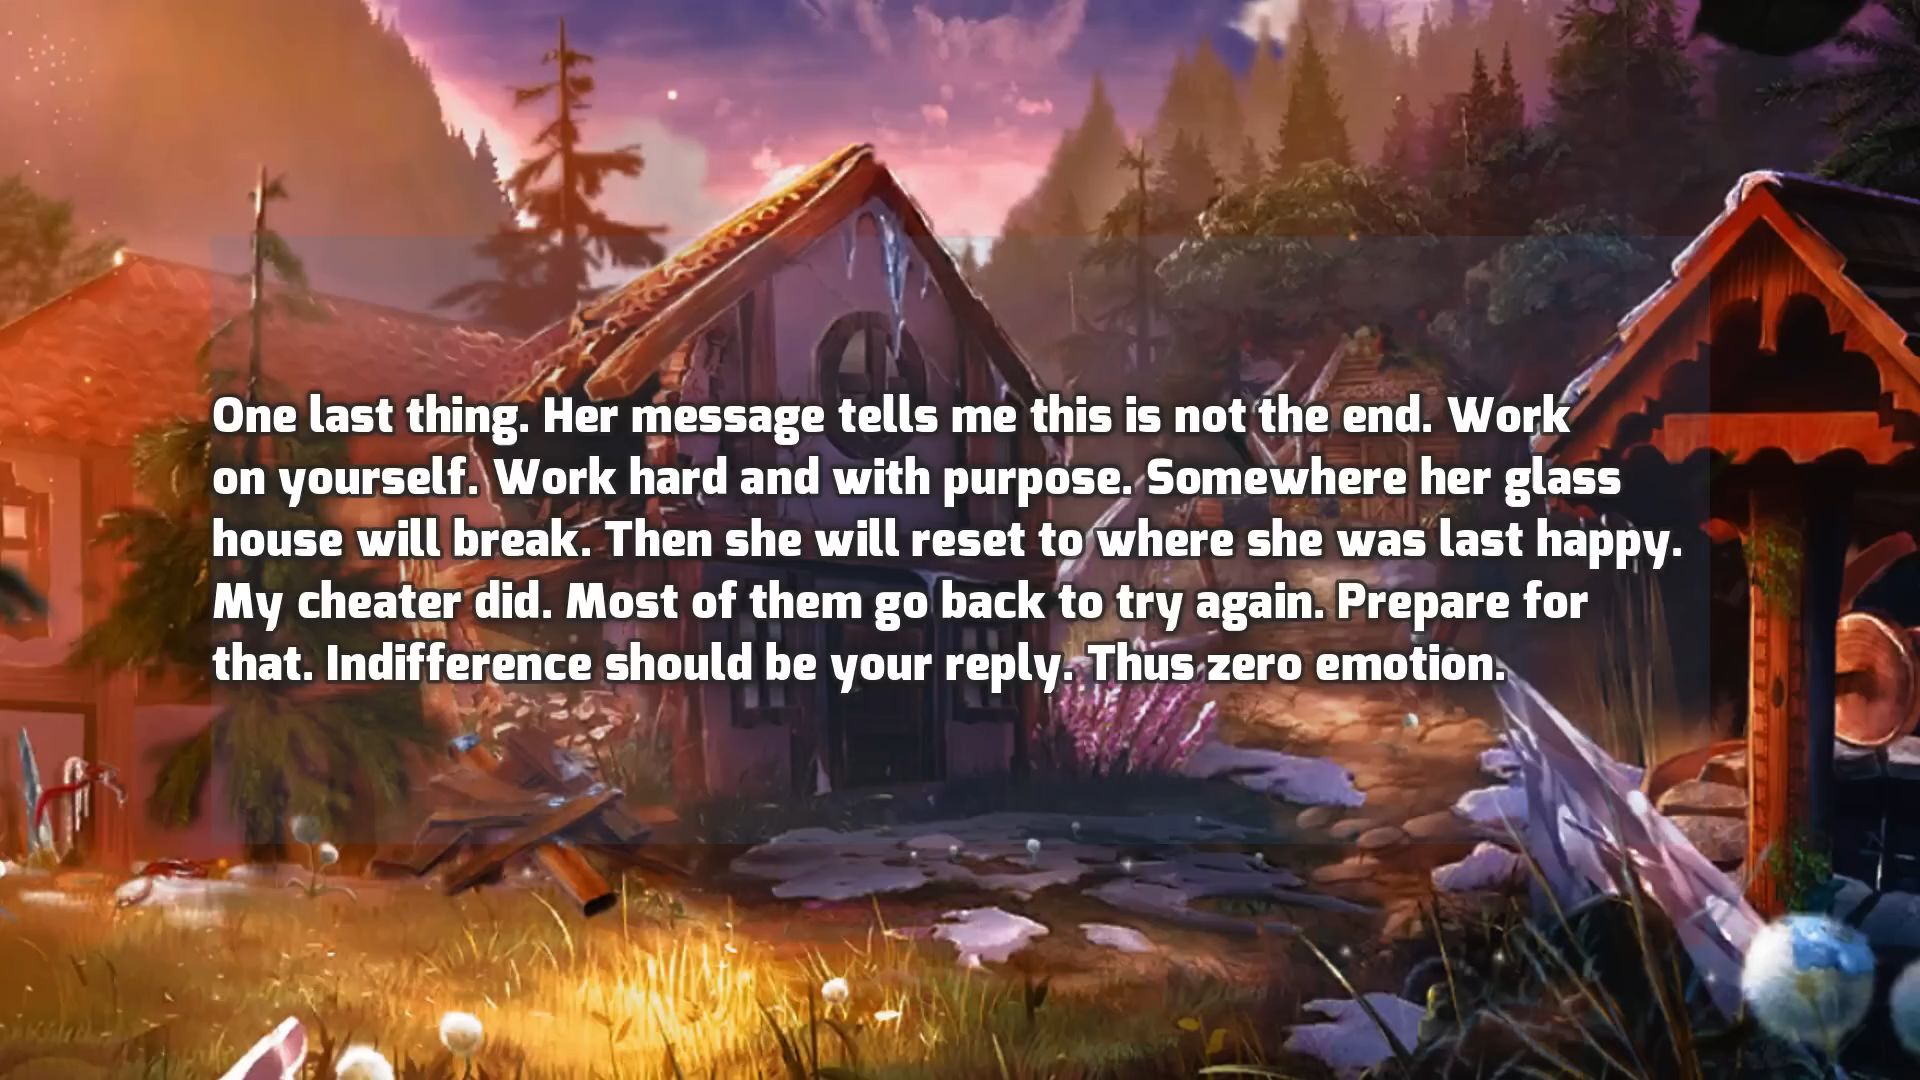 One last thing. Her message tells me this is not the end. Work
on yourself. Work hard and with purpose. Somewhere her glass
house will break. Then she will reset to where she was last happy.
My cheater did. Most of them go back to try again. Prepare for
that. Indifference should be your reply. Thus zero emotion.